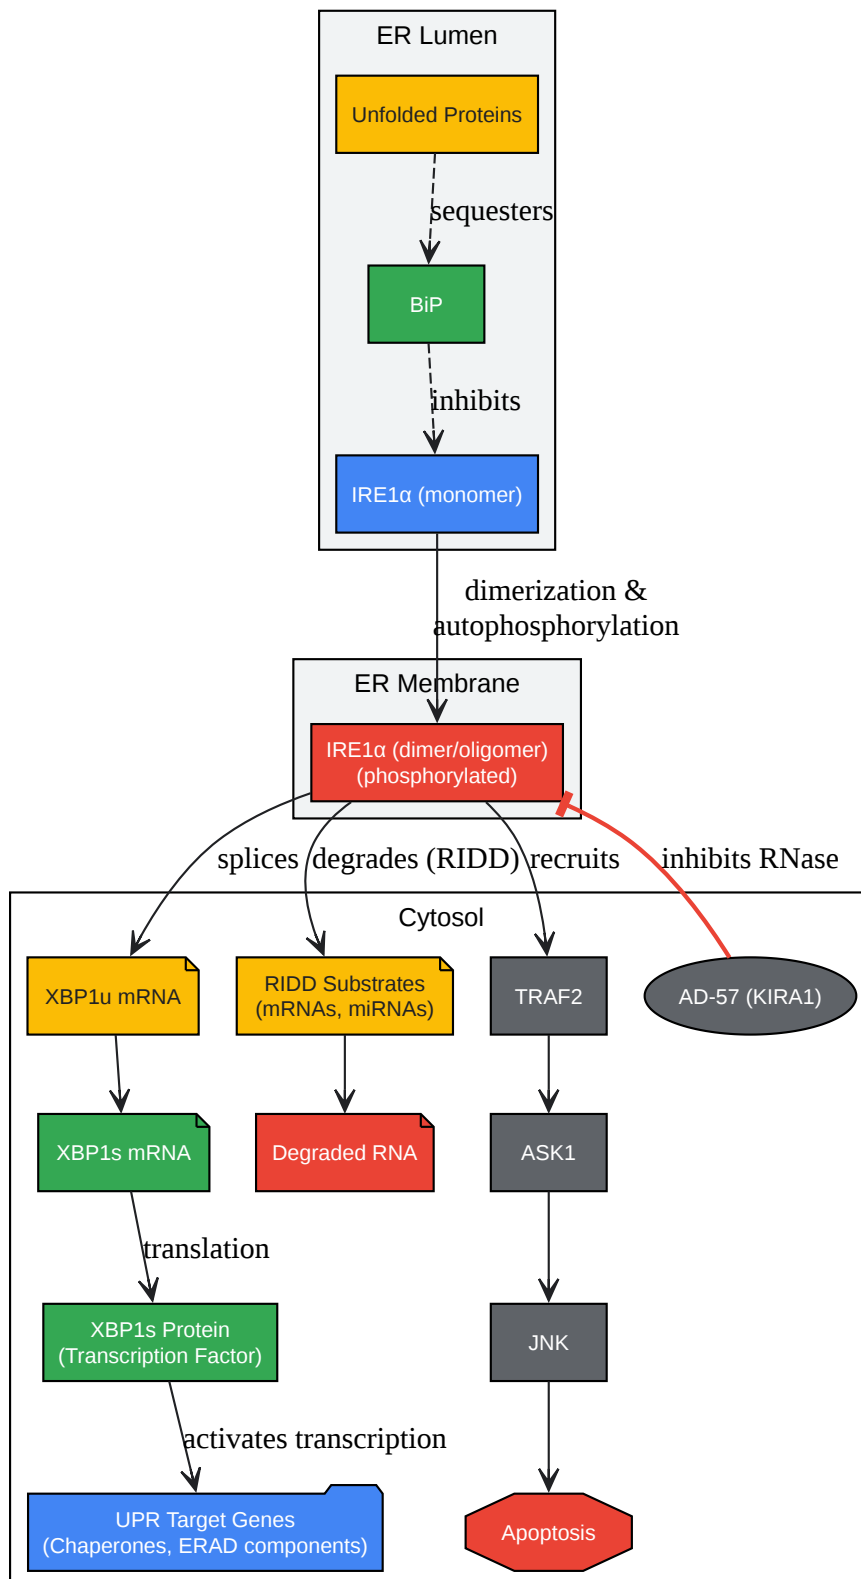 ER Lumen
Unfolded Proteins
sequesters
BiP
inhibits
IRE1α (monomer)
dimerization &
autophosphorylation
ER Membrane
IRE1α (dimer/oligomer)
(phosphorylated)
splices
degrades (RIDD)
recruits
inhibits RNase
Cytosol
XBP1u mRNA
RIDD Substrates
(mRNAs, miRNAs)
TRAF2
AD-57 (KIRA1)
XBP1s mRNA
Degraded RNA
ASK1
translation
XBP1s Protein
(Transcription Factor)
JNK
activates transcription
UPR Target Genes
(Chaperones, ERAD components)
Apoptosis